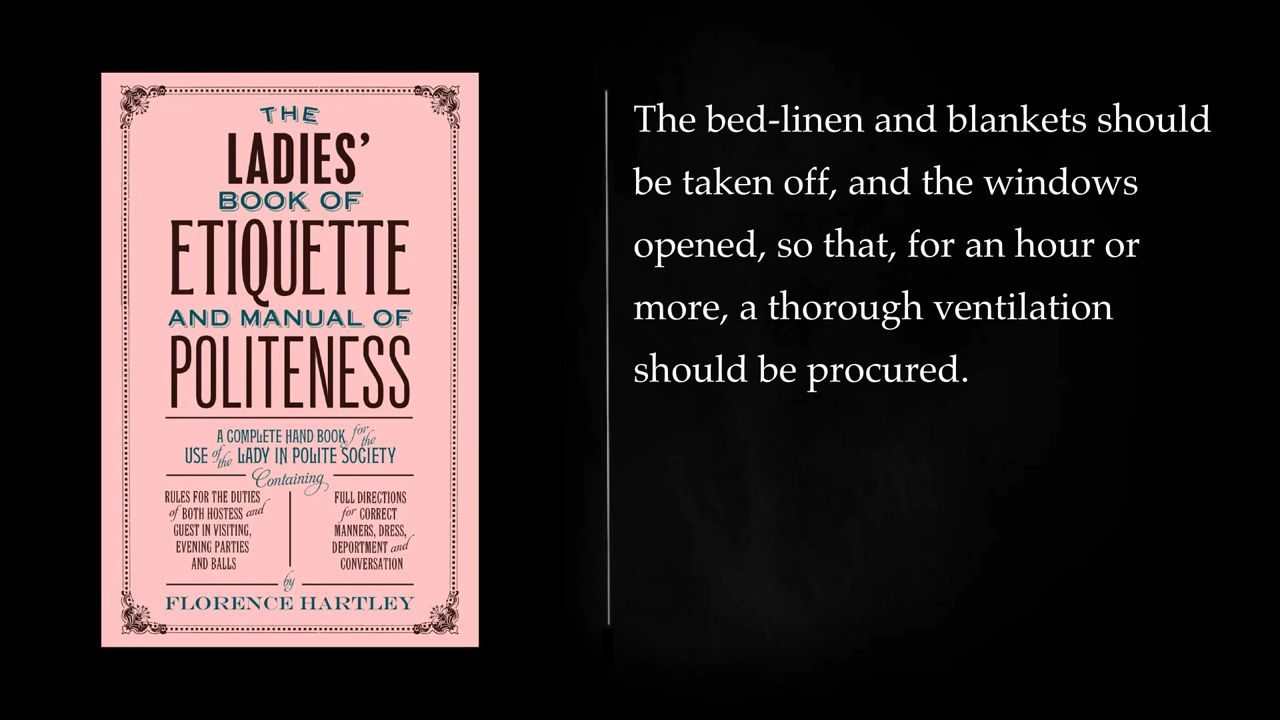 THE
LADIES'
BOOK OF
ETIQUETTE
AND MANUAL OF
POLITENESS
A COMPLETE HAND BOOK for the
USE of the LADY IN POLITE SOCIETY
Containing
RULES FOR THE DUTIES
of BOTH HOSTESS and
GUEST IN VISITING,
EVENING PARTIES
AND BALLS
FULL DIRECTIONS
for CORRECT
MANNERS, DRESS,
DEPORTMENT and
CONVERSATION
by
FLORENCE HARTLEY
The bed-linen and blankets should
be taken off, and the windows
opened, so that, for an hour or
more, a thorough ventilation
should be procured.